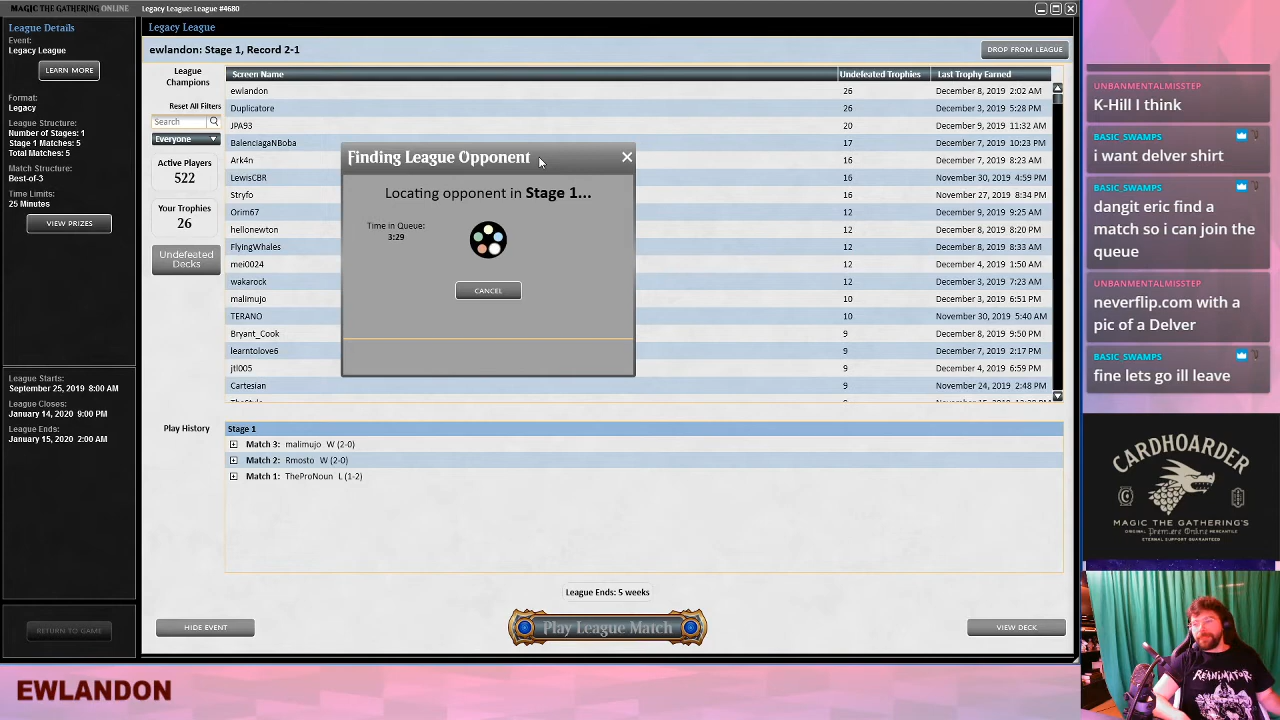 MAGIC THE GATHERING ONLINE
Legacy League: League #4680
League Details
Event:
Legacy League
LEARN MORE
Format:
Legacy
League Structure:
Number of Stages: 1
Stage 1 Matches: 5
Total Matches: 5
Match Structure:
Best-of-3
Time Limits:
25 Minutes
VIEW PRIZES
League Starts:
September 25, 2019 8:00 AM
League Closes:
January 14, 2020 9:00 PM
League Ends:
January 15, 2020 2:00 AM
RETURN TO GAME
Legacy League
ewlandon: Stage 1, Record 2-1
DROP FROM LEAGUE
League
Champions
Reset All Filters
Search
Everyone
Active Players
522
Your Trophies
26
Undefeated
Decks
Screen Name Undefeated Trophies Last Trophy Earned
ewlandon 26 December 8, 2019 2:02 AM
Duplicatore 26 December 3, 2019 5:28 PM
JPA93 20 December 9, 2019 11:32 AM
BalenciagaNBoba 17 December 7, 2019 10:23 PM
Ark4n 16 December 7, 2019 8:23 AM
LewisCBR 16 November 30, 2019 4:59 PM
Stryfo 16 November 27, 2019 8:34 PM
Orim67 12 December 9, 2019 9:25 AM
hellonewton 12 December 4, 2019 8:20 PM
FlyingWhales 12 December 8, 2019 8:33 AM
mei0024 12 December 4, 2019 1:50 AM
wakarock 12 December 3, 2019 7:23 AM
malimujo 10 December 3, 2019 6:51 PM
TERANO 10 November 30, 2019 5:40 AM
Bryant_Cook 9 December 8, 2019 9:50 PM
learntolove6 9 December 7, 2019 2:17 PM
jtl005 9 December 4, 2019 6:59 PM
Cartesian 9 November 24, 2019 2:48 PM
Finding League Opponent
Locating opponent in Stage 1...
Time in Queue:
3:29
CANCEL
Play History
Stage 1
Match 3: malimujo W (2-0)
Match 2: Rmosto W (2-0)
Match 1: TheProNoun L (1-2)
League Ends: 5 weeks
HIDE EVENT
Play League Match
VIEW DECK
EWLANDON
UNBANMENTALMISSTEP
K-Hill I think
BASIC SWAMPS
i want delver shirt
BASIC SWAMPS
dangit eric find a
match so i can join the
queue
UNBANMENTALMISSTEP
neverflip.com with a
pic of a Delver
BASIC SWAMPS
fine lets go ill leave
CARDHOARDER
MAGIC THE GATHERING'S
ORIGINAL Premiere Online MERCANTILE
ETERNAL SUPPORT GUARANTEED
REANIMATOR